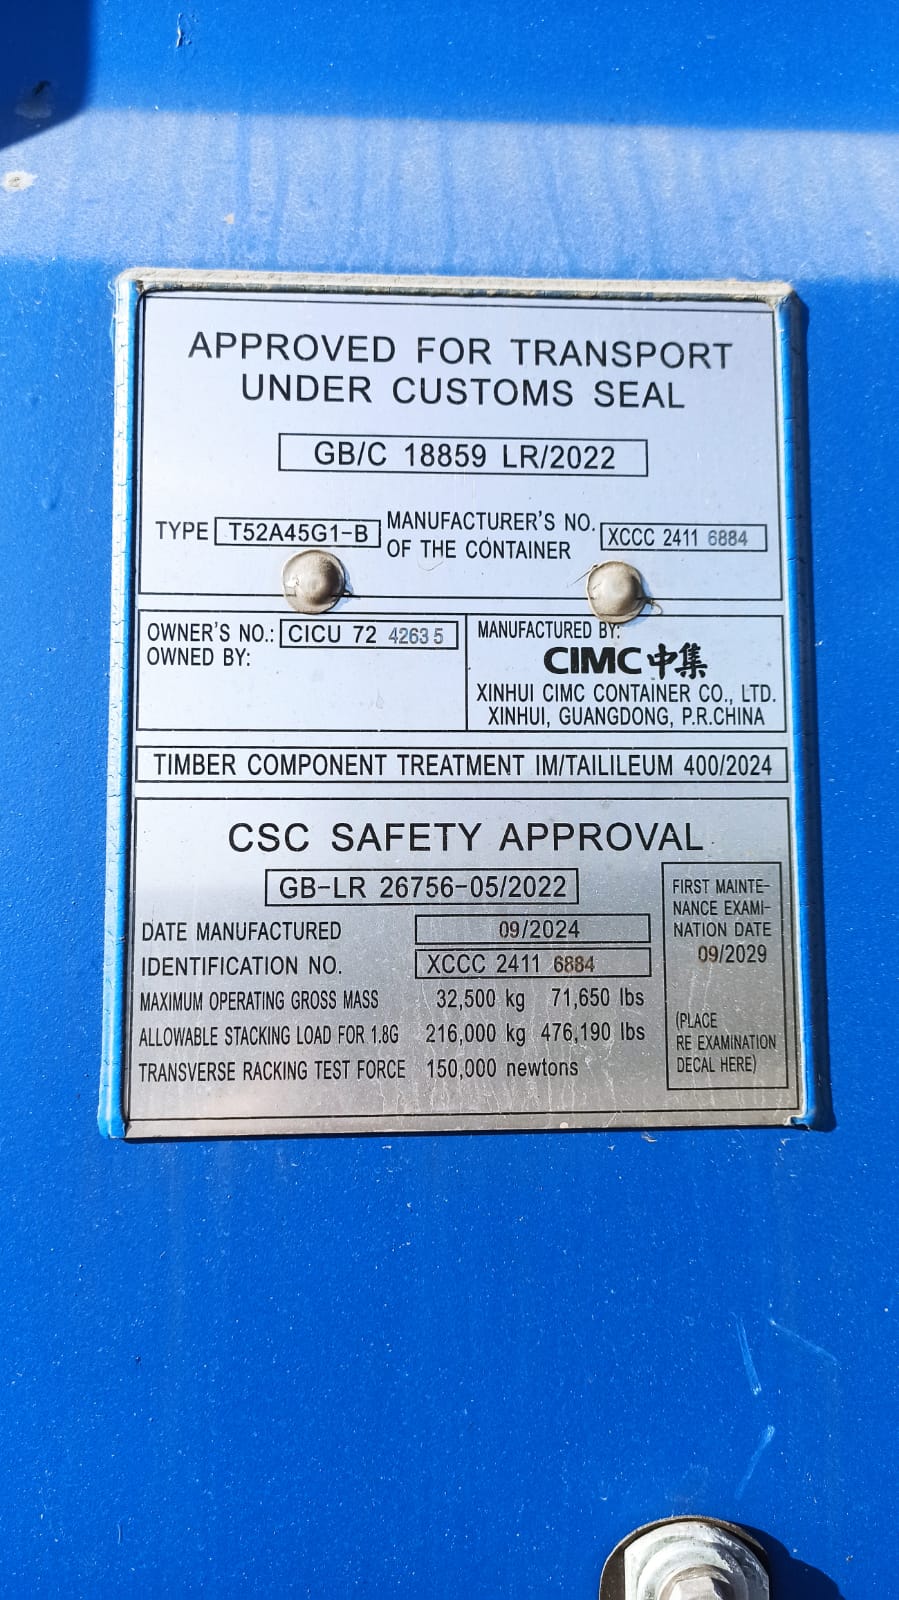 APPROVED FOR TRANSPORT
UNDER CUSTOMS SEAL
GB/C 18859 LR/2022
TYPE T52A45G1-B MANUFACTURER'S NO. OF THE CONTAINER XCCC 2411 6884
OWNER'S NO.: CICU 72 4263 5
OWNED BY:
MANUFACTURED BY:
CIMC中集
XINHUI CIMC CONTAINER CO., LTD.
XINHUI, GUANGDONG, P.R.CHINA
TIMBER COMPONENT TREATMENT IM/TAILILEUM 400/2024
CSC SAFETY APPROVAL
GB-LR 26756-05/2022
DATE MANUFACTURED 09/2024
IDENTIFICATION NO. XCCC 2411 6884
MAXIMUM OPERATING GROSS MASS 32,500 kg 71,650 lbs
ALLOWABLE STACKING LOAD FOR 1.8G 216,000 kg 476,190 lbs
TRANSVERSE RACKING TEST FORCE 150,000 newtons
FIRST MAINTE-
NANCE EXAMI-
NATION DATE
09/2029
(PLACE
RE EXAMINATION
DECAL HERE)